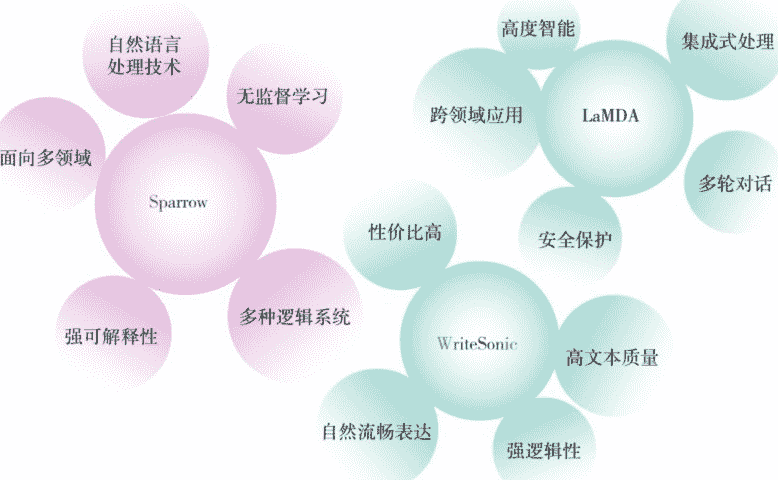 自然语言
处理技术
无监督学习
面向多领域
Sparrow
强可解释性
多种逻辑系统
高度智能
集成式处理
跨领域应用
LaMDA
多轮对话
安全保护
性价比高
WriteSonic
高文本质量
自然流畅表达
强逻辑性